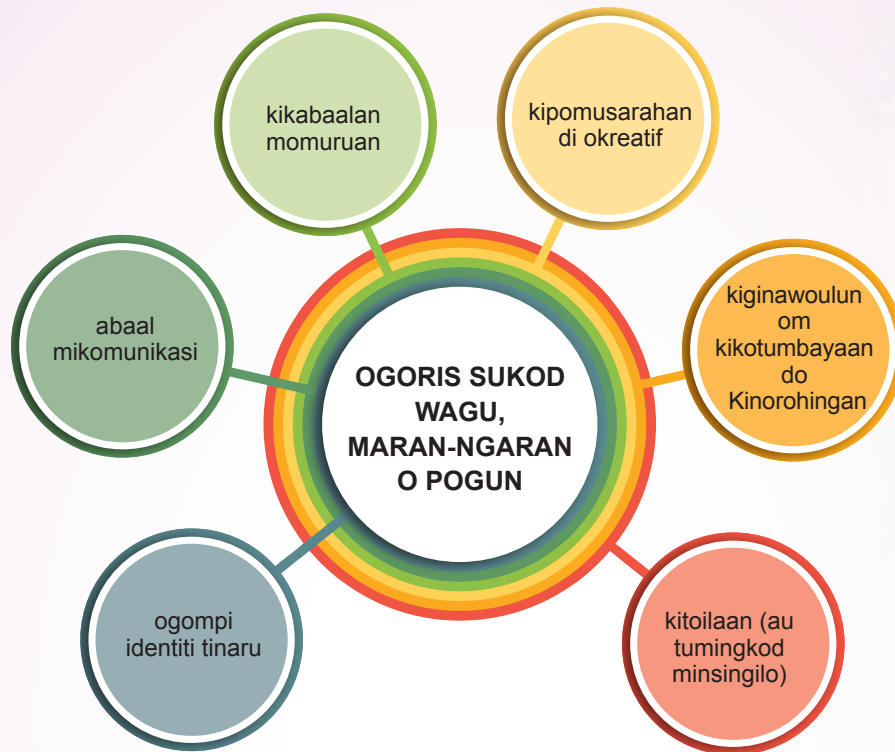 kikabaalan
momuruan
kipomusarahan
di okreatif
abaal
mikomunikasi
kiginawoulun
om
kikotumbayaan
do
Kinorohingan
OGORIS SUKOD
WAGU,
MARAN-NGARAN
O POGUN
ogompi
identiti tinaru
kitoilaan (au
tumingkod
minsingilo)